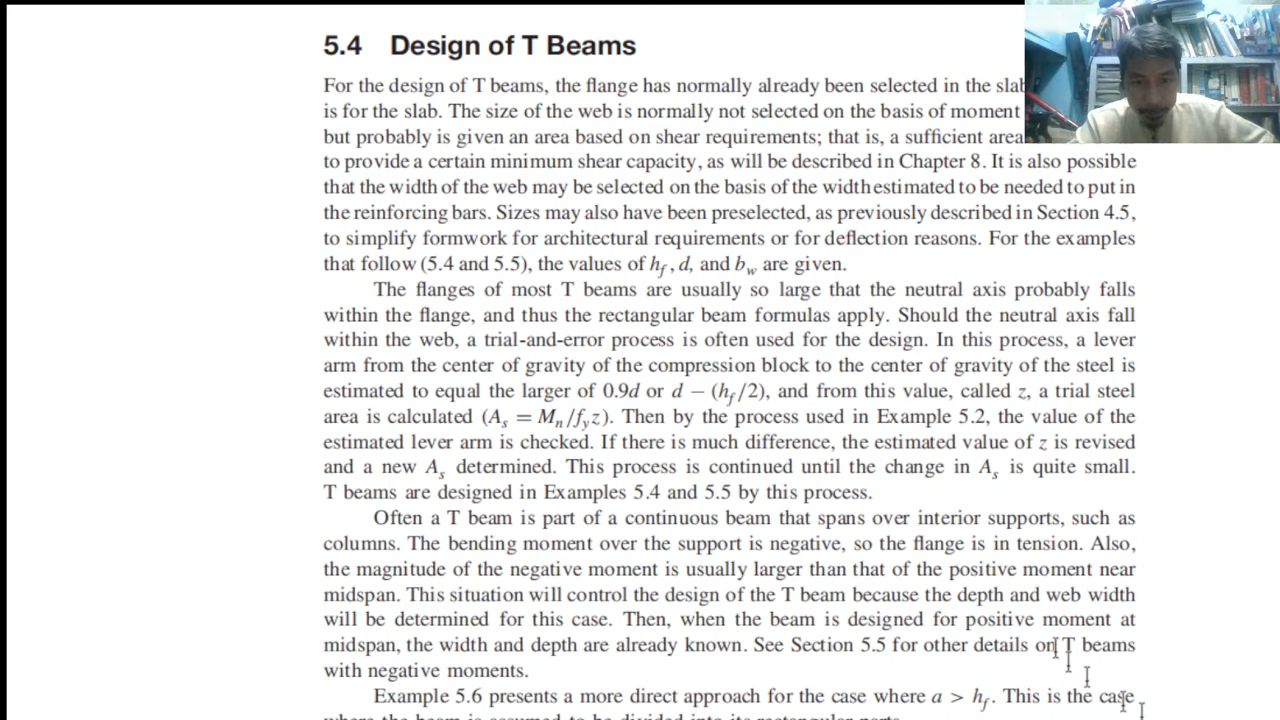 5.4 Design of T Beams
For the design of T beams, the flange has normally already been selected in the slab
is for the slab. The size of the web is normally not selected on the basis of moment
but probably is given an area based on shear requirements; that is, a sufficient area
to provide a certain minimum shear capacity, as will be described in Chapter 8. It is also possible
that the width of the web may be selected on the basis of the width estimated to be needed to put in
the reinforcing bars. Sizes may also have been preselected, as previously described in Section 4.5,
to simplify formwork for architectural requirements or for deflection reasons. For the examples
that follow (5.4 and 5.5), the values of h_f, d, and b_w are given.
The flanges of most T beams are usually so large that the neutral axis probably falls
within the flange, and thus the rectangular beam formulas apply. Should the neutral axis fall
within the web, a trial-and-error process is often used for the design. In this process, a lever
arm from the center of gravity of the compression block to the center of gravity of the steel is
estimated to equal the larger of 0.9d or d − (h_f/2), and from this value, called z, a trial steel
area is calculated (A_s = M_n/f_yz). Then by the process used in Example 5.2, the value of the
estimated lever arm is checked. If there is much difference, the estimated value of z is revised
and a new A_s determined. This process is continued until the change in A_s is quite small.
T beams are designed in Examples 5.4 and 5.5 by this process.
Often a T beam is part of a continuous beam that spans over interior supports, such as
columns. The bending moment over the support is negative, so the flange is in tension. Also,
the magnitude of the negative moment is usually larger than that of the positive moment near
midspan. This situation will control the design of the T beam because the depth and web width
will be determined for this case. Then, when the beam is designed for positive moment at
midspan, the width and depth are already known. See Section 5.5 for other details on T beams
with negative moments.
Example 5.6 presents a more direct approach for the case where a > h_f. This is the case
where the beam is assumed to be divided into its rectangular parts.